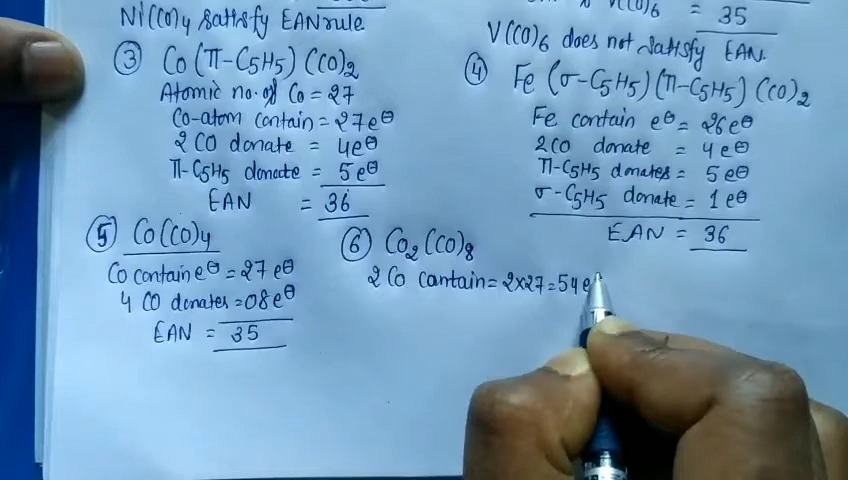 Ni(CO)4 satisfy EAN rule
V(CO)6 = 35
V(CO)6 does not satisfy EAN.
③ Co(π-C5H5)(CO)2
Atomic no. of Co = 27
Co-atom contain = 27e⊖
2 CO donate = 4e⊖
π-C5H5 donate = 5e⊖
EAN = 36
④ Fe(σ-C5H5)(π-C5H5)(CO)2
Fe contain e⊖ = 26e⊖
2CO donate = 4e⊖
π-C5H5 donates = 5e⊖
σ-C5H5 donate = 1e⊖
EAN = 36
⑤ Co(CO)4
Co contain e⊖ = 27e⊖
4 CO donates = 08e⊖
EAN = 35
⑥ Co2(CO)8
2 Co cantain = 2×27 = 54e